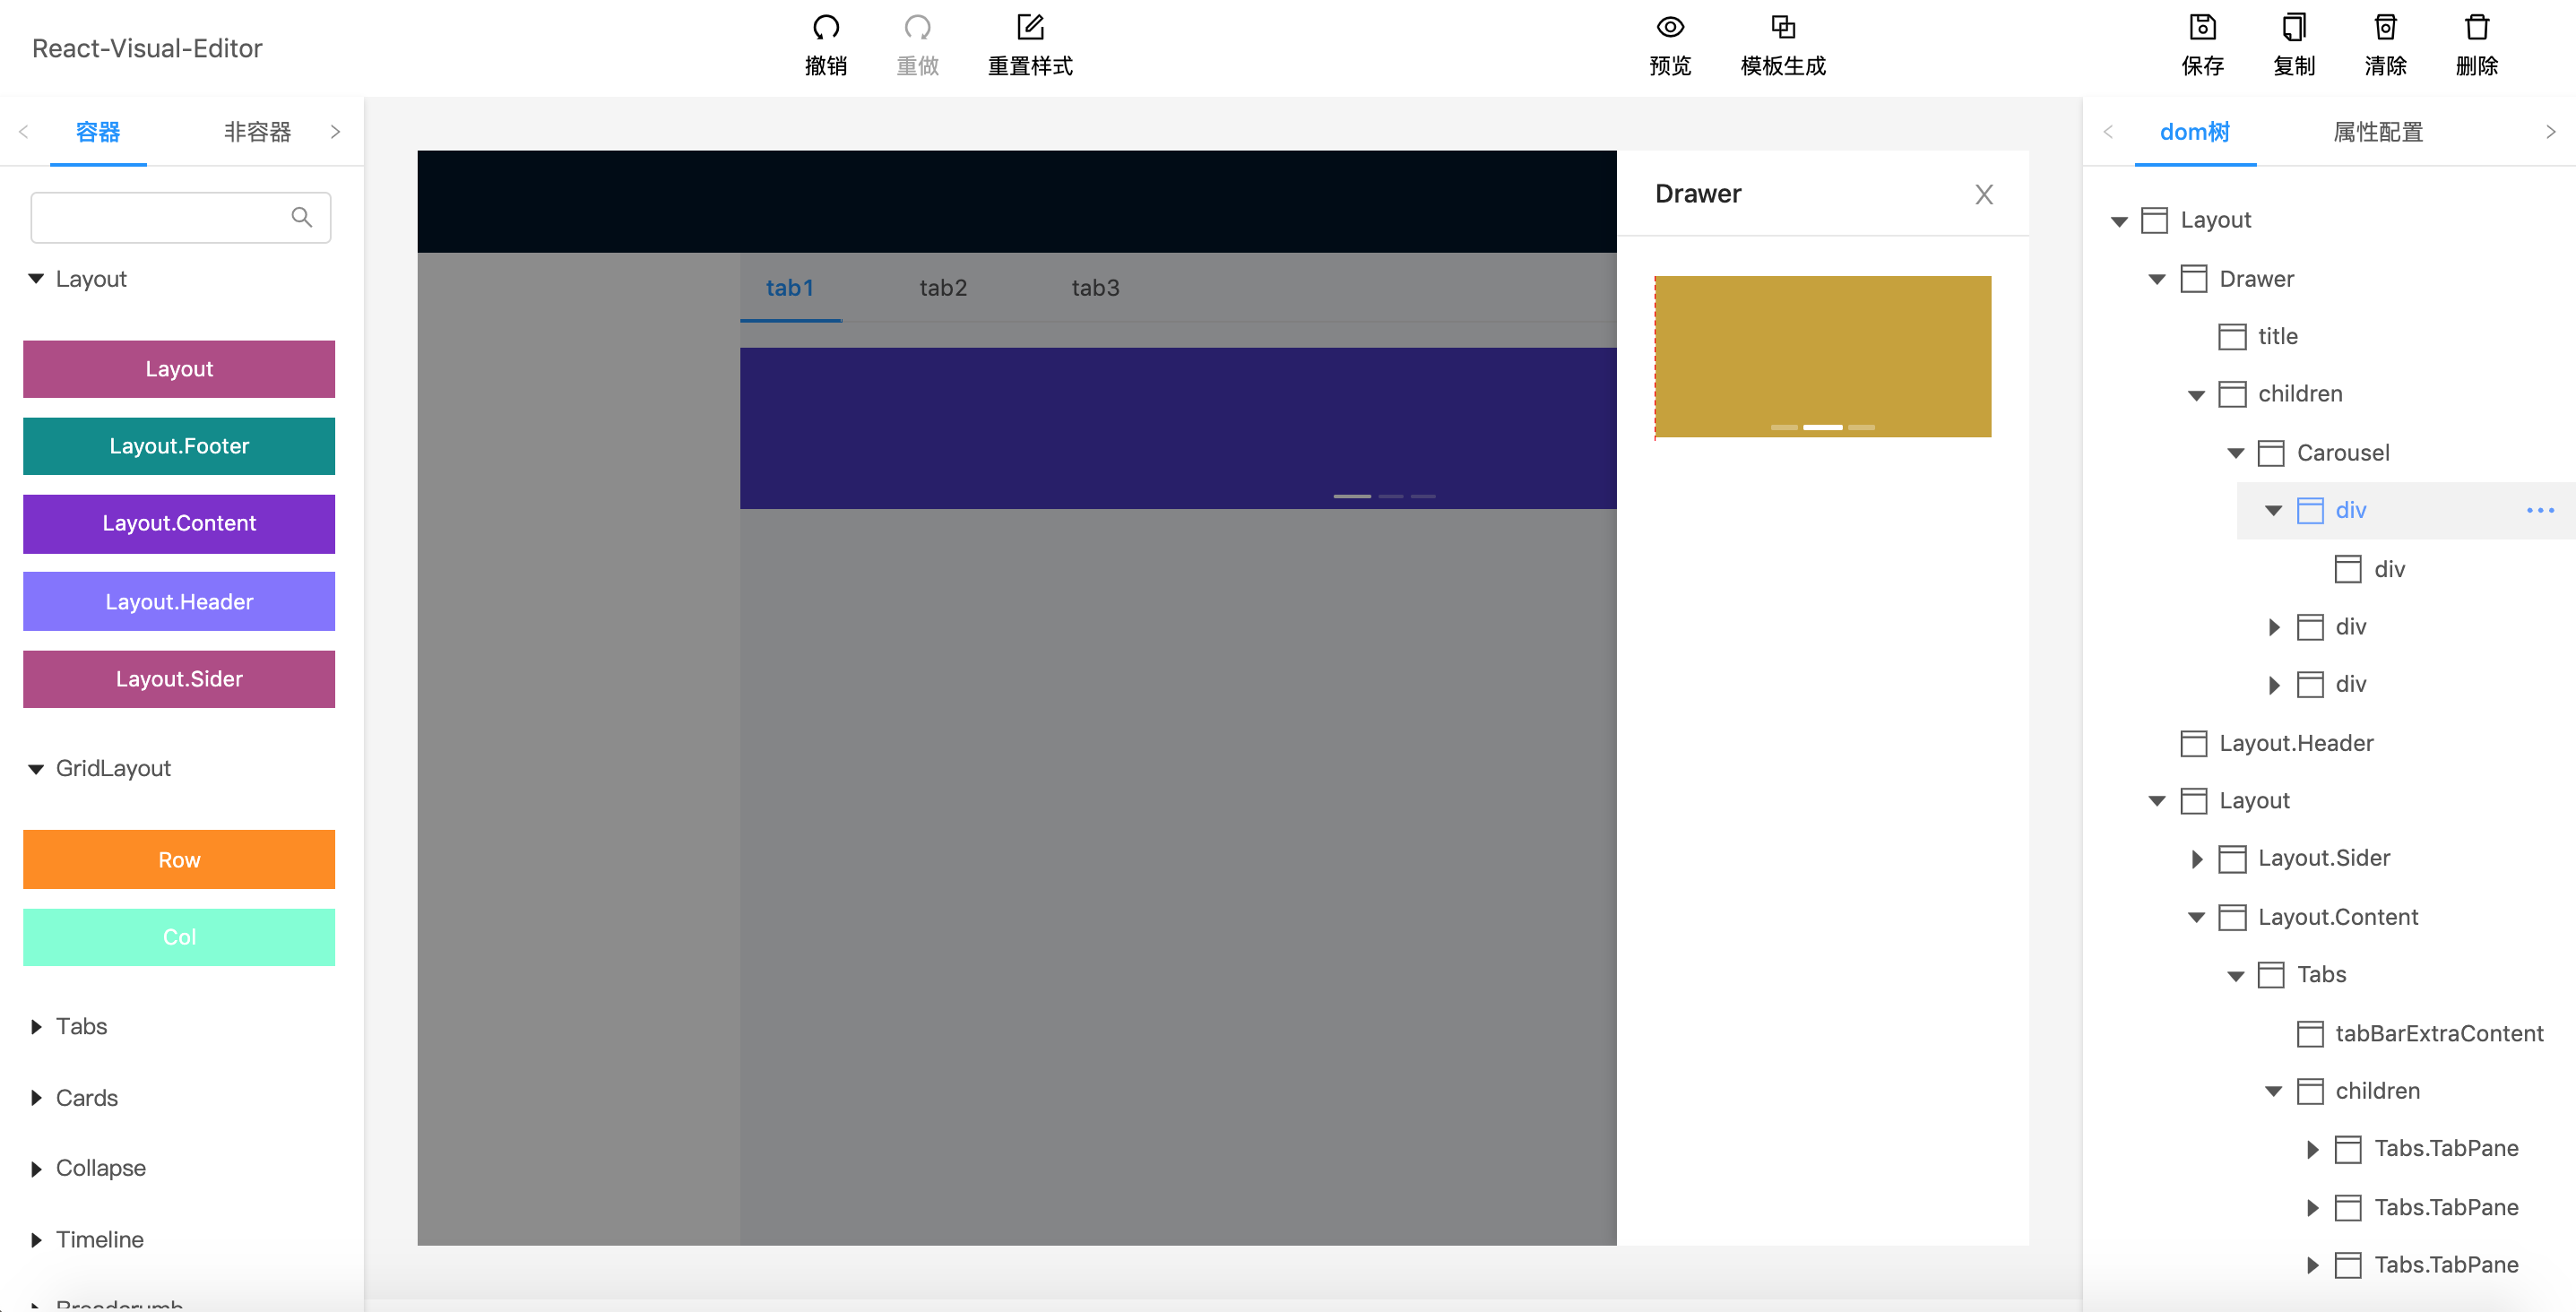 React-Visual-Editor
撤销
重做
重置样式
预览
模板生成
保存
复制
清除
删除
容器
非容器
Layout
Layout
Layout.Footer
Layout.Content
Layout.Header
Layout.Sider
GridLayout
Row
Col
Tabs
Cards
Collapse
Timeline
Breadcrumb
tab1
tab2
tab3
Drawer
dom树
属性配置
Layout
Drawer
title
children
Carousel
div
div
div
div
Layout.Header
Layout
Layout.Sider
Layout.Content
Tabs
tabBarExtraContent
children
Tabs.TabPane
Tabs.TabPane
Tabs.TabPane